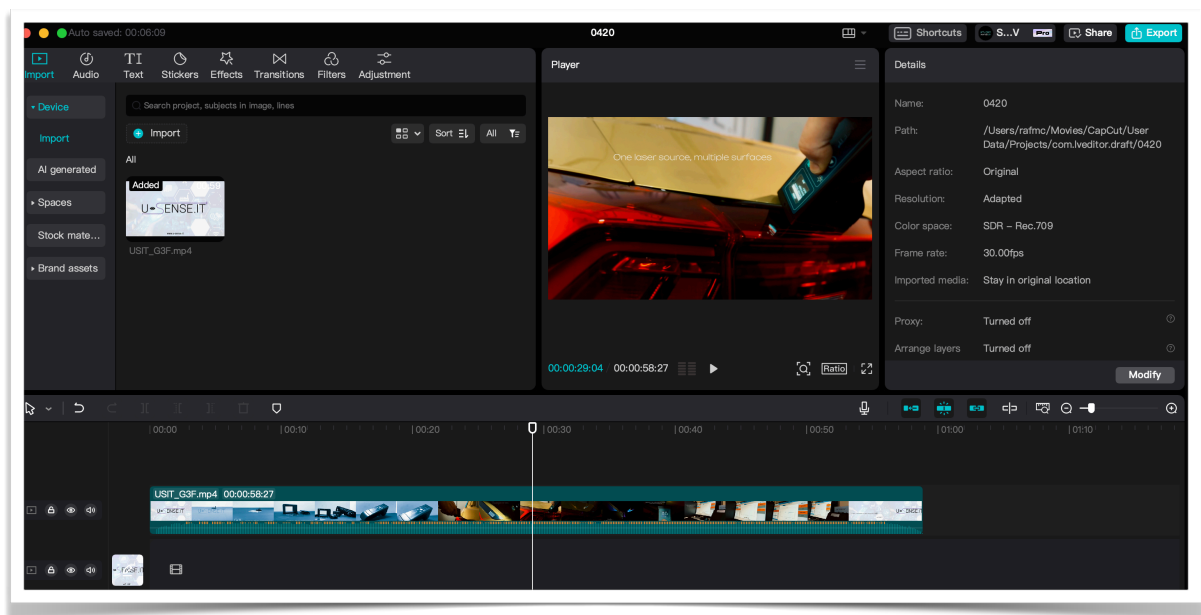 Auto saved: 00:06:09
0420
Shortcuts
S...V
Pro
Share
Export
Import
Audio
TI
Text
Stickers
Effects
Transitions
Filters
Adjustment
Device
Import
AI generated
Spaces
Stock mate...
Brand assets
Search project, subjects in image, lines
Import
Sort
All
All
Added
U SENSE.IT
USIT_G3F.mp4
Player
One laser source, multiple surfaces
00:00:29:04
00:00:58:27
Ratio
Details
Name: 0420
Path: /Users/rafmc/Movies/CapCut/User
Data/Projects/com.lveditor.draft/0420
Aspect ratio: Original
Resolution: Adapted
Color space: SDR – Rec.709
Frame rate: 30.00fps
Imported media: Stay in original location
Proxy: Turned off
Arrange layers Turned off
Modify
00:00
00:10
00:20
00:30
00:40
00:50
01:00
01:10
USIT_G3F.mp4 00:00:58:27